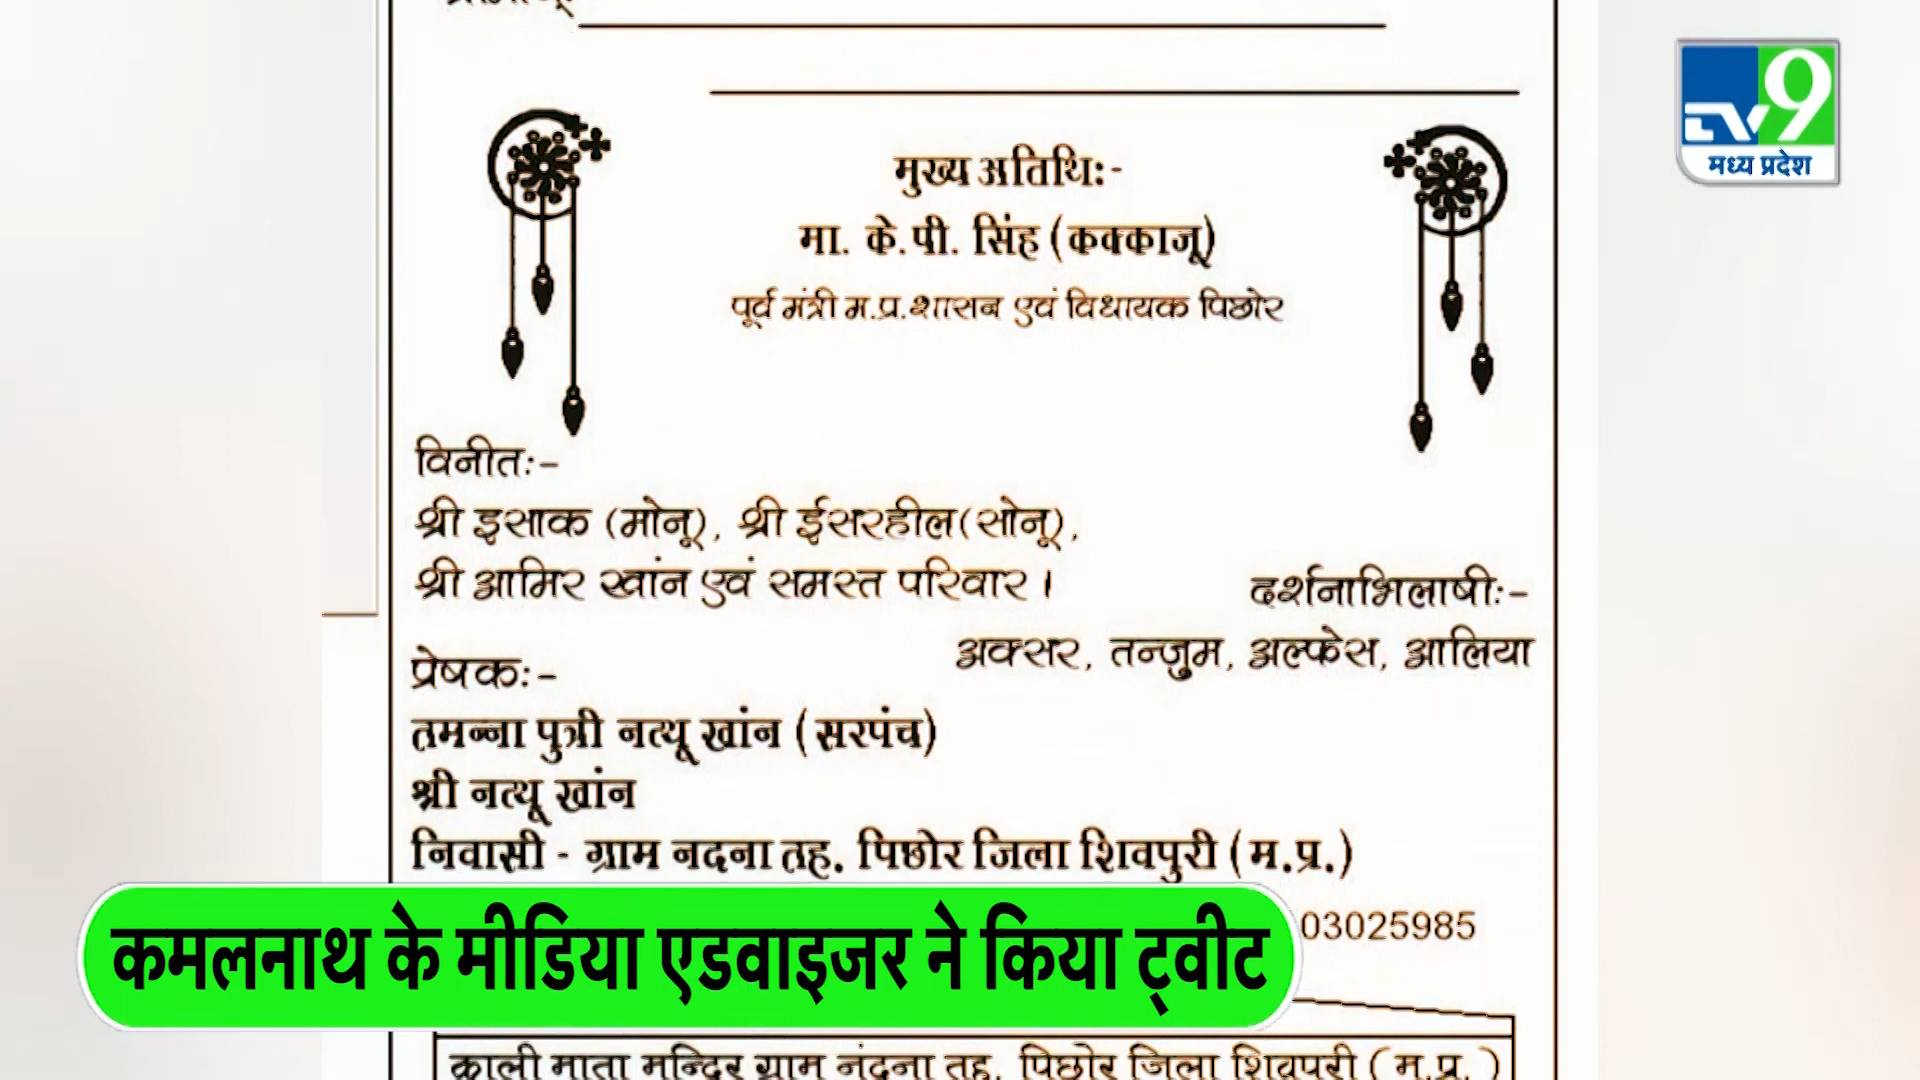 TV9
मध्य प्रदेश
मुख्य अतिथि:-
मा. के.पी. सिंह (कक्काजू)
पूर्व मंत्री म.प्र.शासन एवं विधायक पिछोर
विनीत:-
श्री इसाक (मोनू), श्री ईसरहील(सोनू),
श्री आमिर खांन एवं समस्त परिवार ।
दर्शनाभिलाषी:-
अक्सर, तन्जुम, अल्फेस, आलिया
प्रेषक:-
तमन्ना पुत्री नत्थू खांन (सरपंच)
श्री नत्थू खांन
निवासी - ग्राम नदना तह. पिछोर जिला शिवपुरी (म.प्र.)
03025985
कमलनाथ के मीडिया एडवाइजर ने किया ट्वीट
काली माता मन्दिर ग्राम नंदना तह. पिछोर जिला शिवपुरी ( म.प्र. )